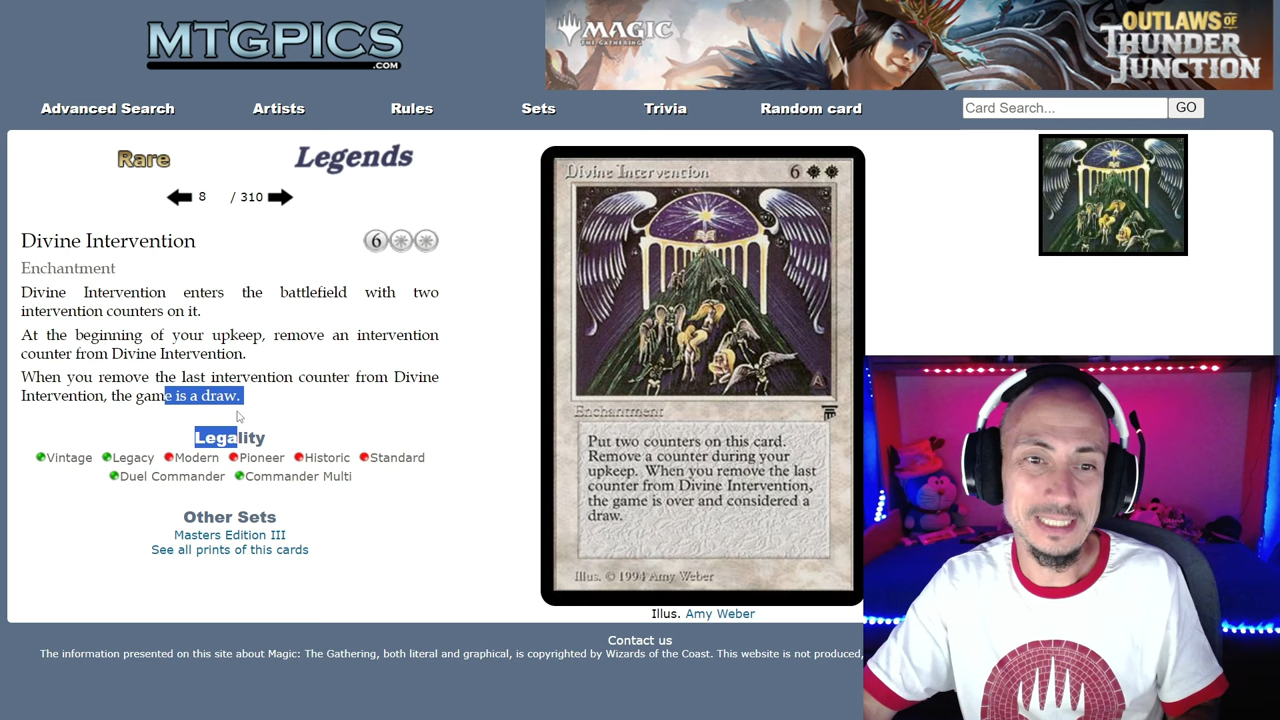 MTGPICS
.COM
MAGIC
THE GATHERING
OUTLAWS OF
THUNDER
JUNCTION
Advanced Search
Artists
Rules
Sets
Trivia
Random card
Card Search...
GO
Rare
Legends
8 / 310
Divine Intervention
6
Enchantment
Divine Intervention enters the battlefield with two
intervention counters on it.
At the beginning of your upkeep, remove an intervention
counter from Divine Intervention.
When you remove the last intervention counter from Divine
Intervention, the game is a draw.
Legality
Vintage Legacy Modern Pioneer Historic Standard
Duel Commander Commander Multi
Other Sets
Masters Edition III
See all prints of this cards
Divine Intervention 6
Enchantment
Put two counters on this card.
Remove a counter during your
upkeep. When you remove the last
counter from Divine Intervention,
the game is over and considered a
draw.
Illus. © 1994 Amy Weber
Illus. Amy Weber
Contact us
The information presented on this site about Magic: The Gathering, both literal and graphical, is copyrighted by Wizards of the Coast. This website is not produced,